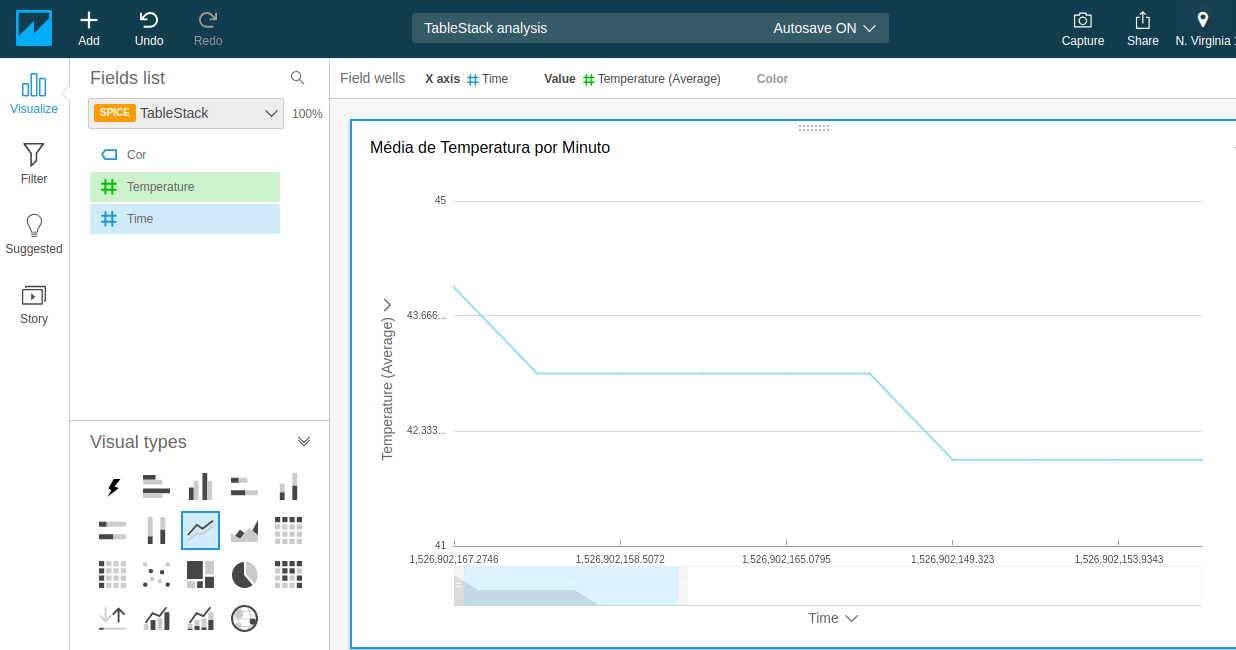 Add
Undo
Redo
TableStack analysis
Autosave ON
Capture
Share
N. Virginia
Visualize
Filter
Suggested
Story
Fields list
SPICE TableStack
100%
Cor
Temperature
Time
Visual types
Field wells
X axis Time
Value Temperature (Average)
Color
Média de Temperatura por Minuto
45
43.666...
42.333...
41
Temperature (Average)
1,526,902,167.2746
1,526,902,158.5072
1,526,902,165.0795
1,526,902,149.323
1,526,902,153.9343
Time